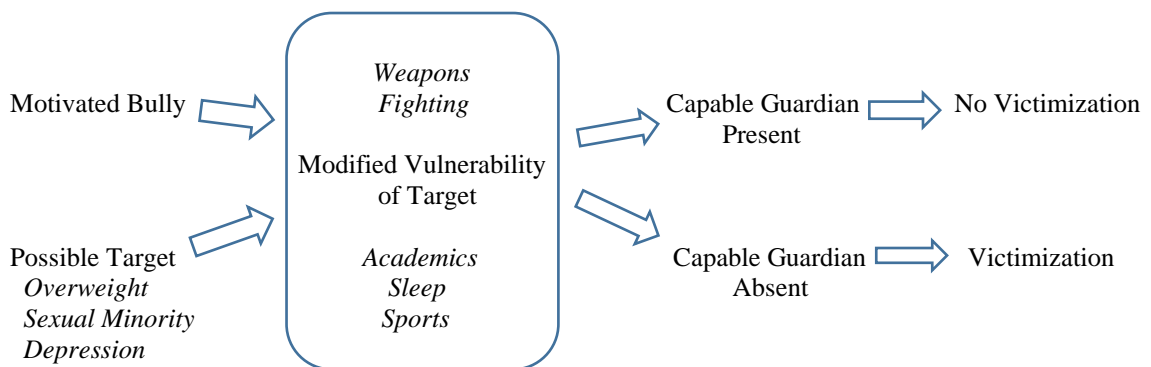 Motivated Bully
Possible Target
Overweight
Sexual Minority
Depression
Weapons
Fighting
Modified Vulnerability
of Target
Academics
Sleep
Sports
Capable Guardian
Present
No Victimization
Capable Guardian
Absent
Victimization